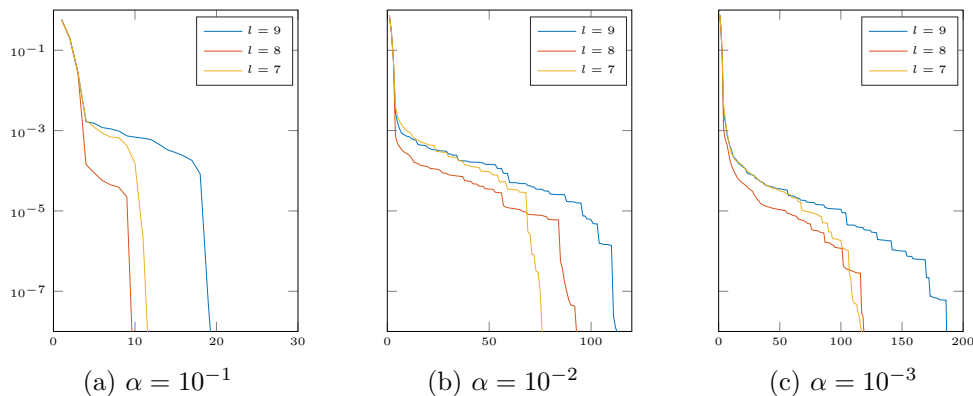 10⁻¹
10⁻³
10⁻⁵
10⁻⁷
l = 9
l = 8
l = 7
0 10 20 30
(a) α = 10⁻¹
l = 9
l = 8
l = 7
0 50 100
(b) α = 10⁻²
l = 9
l = 8
l = 7
0 50 100 150 200
(c) α = 10⁻³